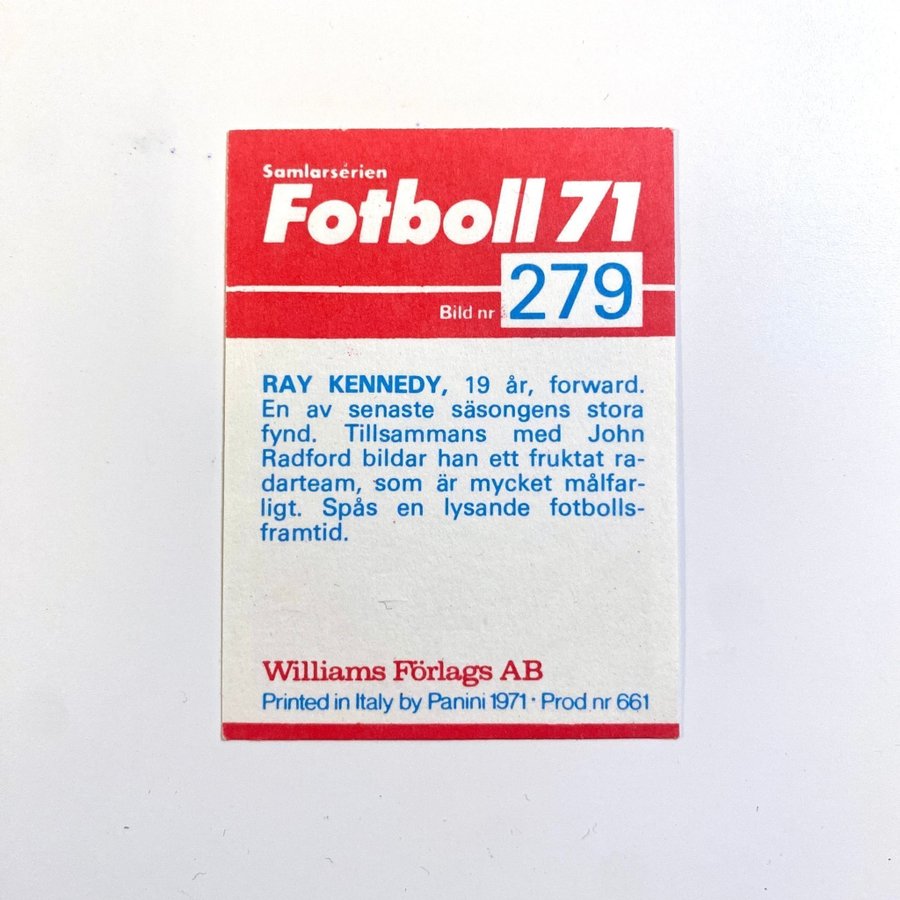 Samlarsérien
Fotboll 71
Bild nr 279
RAY KENNEDY, 19 år, forward.
En av senaste säsongens stora
fynd. Tillsammans med John
Radford bildar han ett fruktat ra-
darteam, som är mycket målfar-
ligt. Spås en lysande fotbolls-
framtid.
Williams Förlags AB
Printed in Italy by Panini 1971 · Prod nr 661